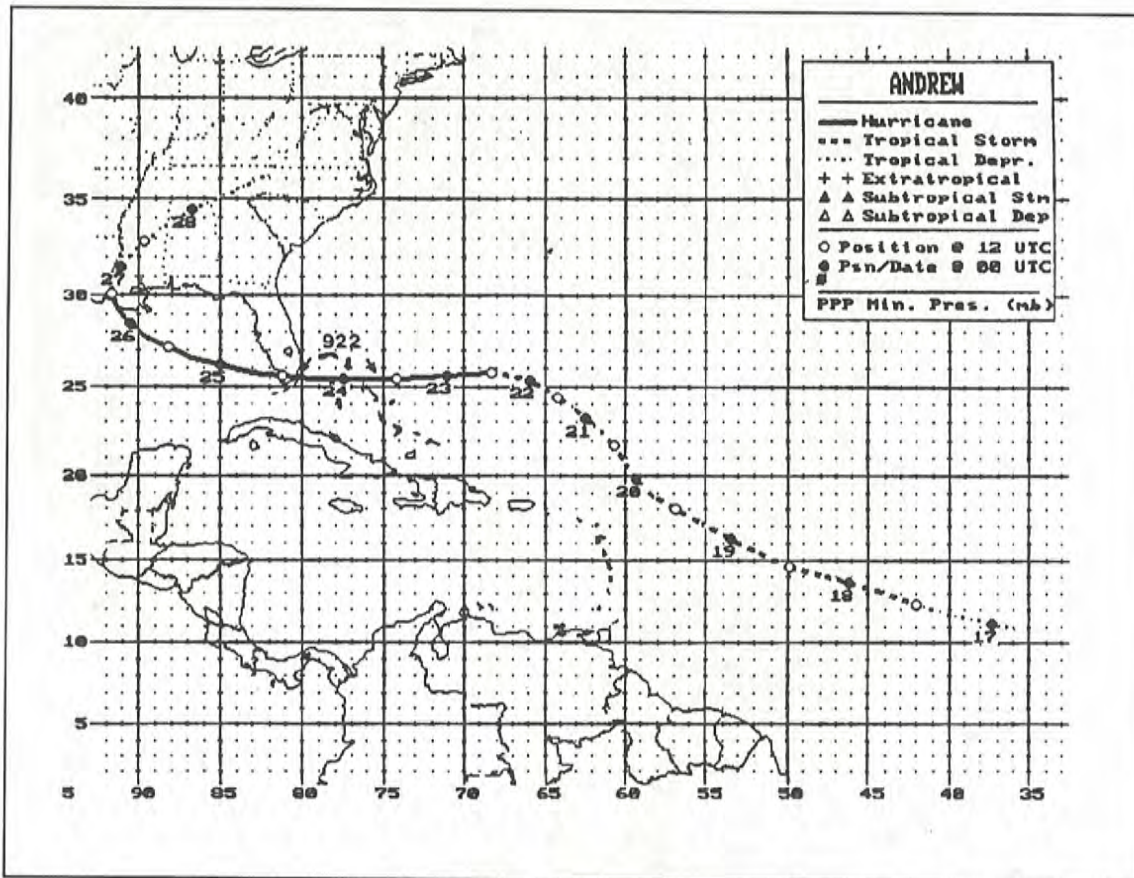 ANDREW
Hurricane
Tropical Storm
Tropical Depr.
Extratropical
Subtropical Stm
Subtropical Dep
Position @ 12 UTC
Psn/Date @ 00 UTC
#
PPP Min. Pres. (mb)
40
35
28
27
30
26
922
25
24
25
23
22
21
20
20
19
15
18
17
10
5
5 90 85 80 75 70 65 60 55 50 45 40 35